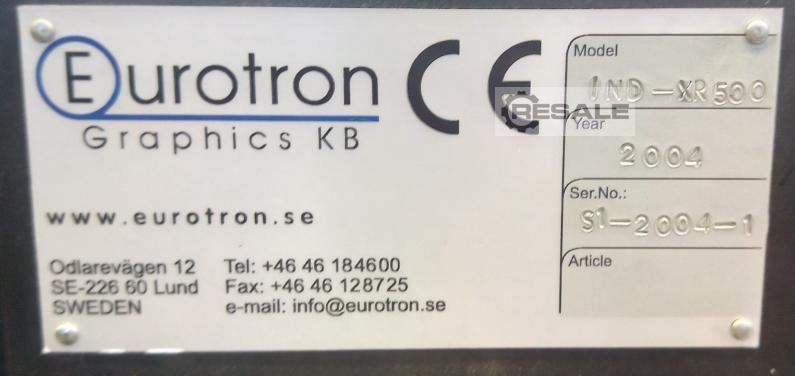 Eurotron
Graphics KB
CE
www.eurotron.se
Odlarevägen 12
SE-226 60 Lund
SWEDEN
Tel: +46 46 184600
Fax: +46 46 128725
e-mail: info@eurotron.se
Model
IND-XR500
RESALE
Year
2004
Ser.No.:
S1-2004-1
Article